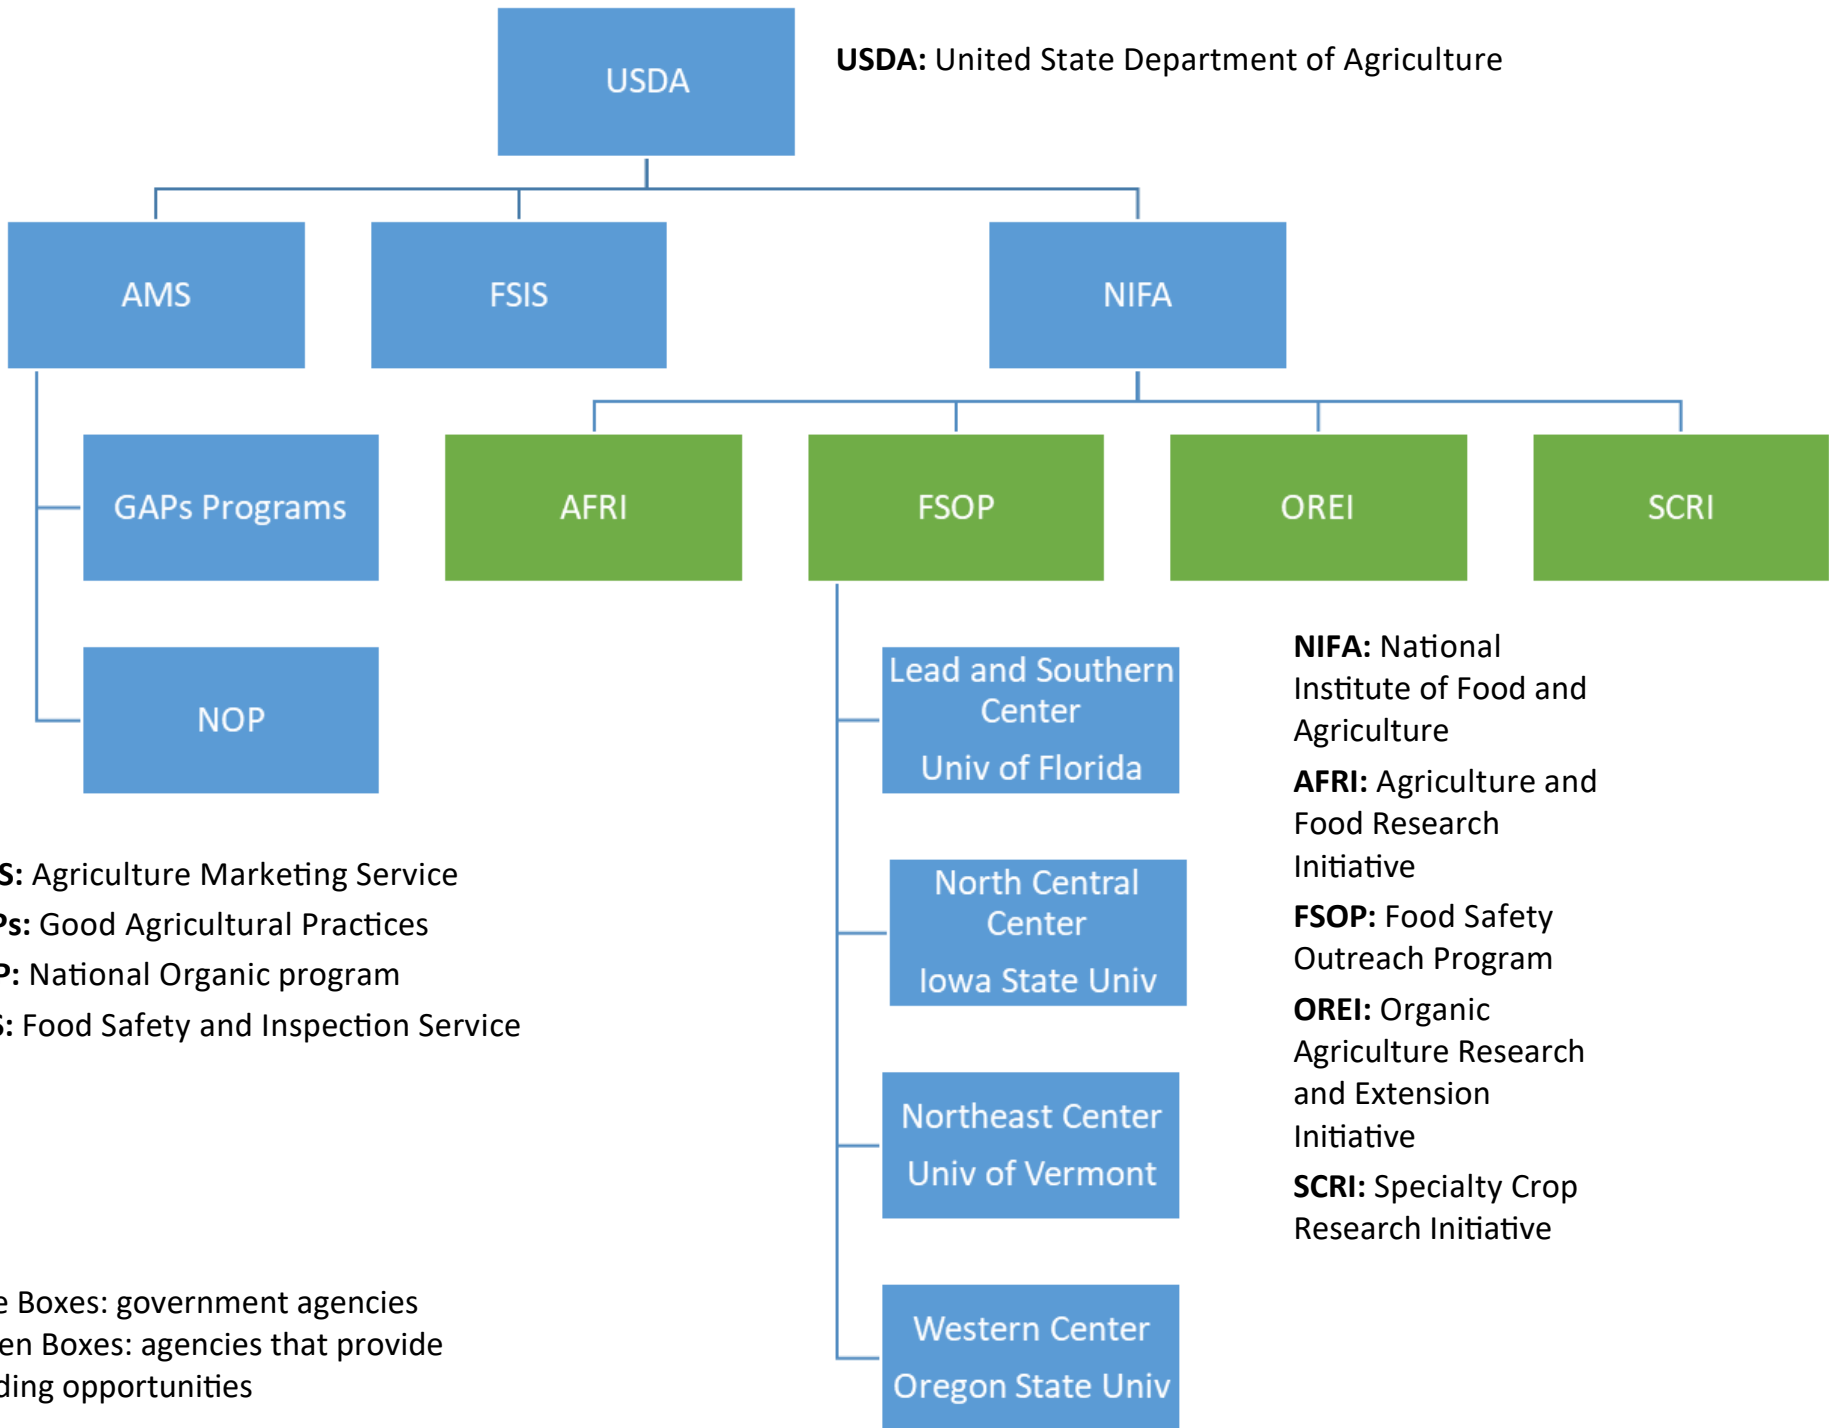 USDA
USDA: United State Department of Agriculture
AMS
FSIS
NIFA
GAPs Programs
AFRI
FSOP
OREI
SCRI
NOP
Lead and Southern
Center
Univ of Florida
North Central
Center
Iowa State Univ
Northeast Center
Univ of Vermont
Western Center
Oregon State Univ
NIFA: National
Institute of Food and
Agriculture
AFRI: Agriculture and
Food Research
Initiative
FSOP: Food Safety
Outreach Program
OREI: Organic
Agriculture Research
and Extension
Initiative
SCRI: Specialty Crop
Research Initiative
S: Agriculture Marketing Service
Ps: Good Agricultural Practices
P: National Organic program
S: Food Safety and Inspection Service
e Boxes: government agencies
en Boxes: agencies that provide
ding opportunities